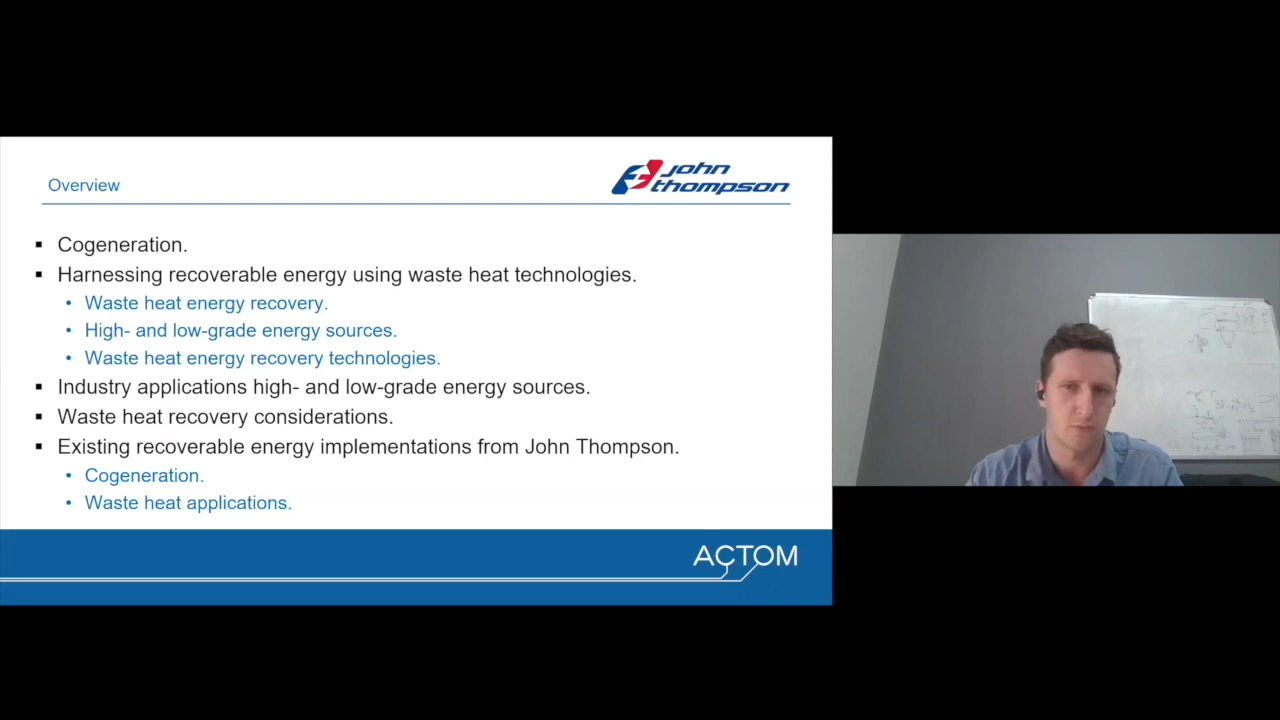 Overview
john
thompson
Cogeneration.
Harnessing recoverable energy using waste heat technologies.
Waste heat energy recovery.
High- and low-grade energy sources.
Waste heat energy recovery technologies.
Industry applications high- and low-grade energy sources.
Waste heat recovery considerations.
Existing recoverable energy implementations from John Thompson.
Cogeneration.
Waste heat applications.
ACTOM